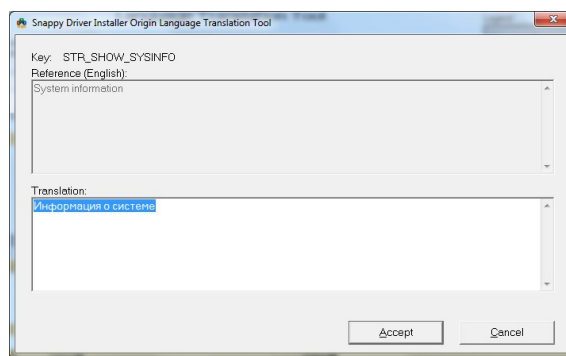 Snappy Driver Installer Origin Language Translation Tool
Key: STR_SHOW_SYSINFO
Reference (English):
System information
Translation:
Информация о системе
Accept
Cancel